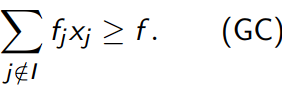 ∑_{j∉I} f_j x_j ≥ f. (GC)